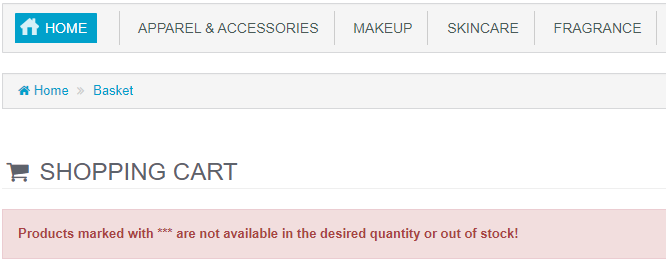 HOME APPAREL & ACCESSORIES MAKEUP SKINCARE FRAGRANCE
Home » Basket
SHOPPING CART
Products marked with *** are not available in the desired quantity or out of stock!